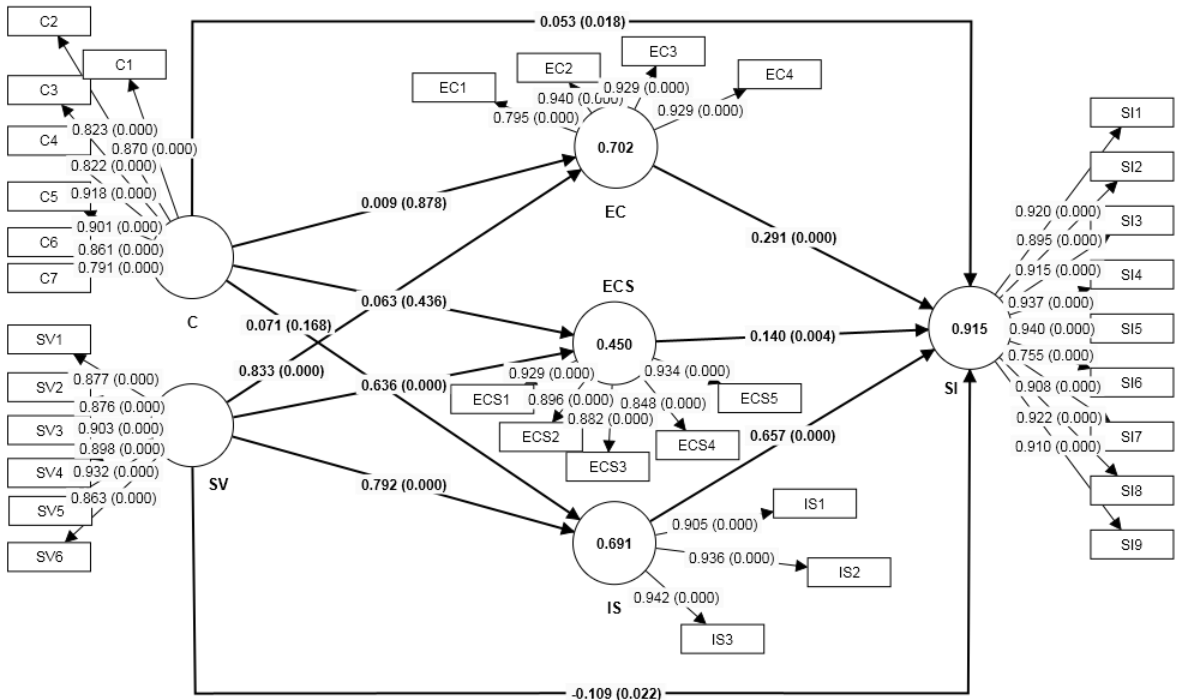 C2
0.053 (0.018)
C1
EC3
EC2
EC4
EC1
C3
0.929 (0.000)
0.940 (0.000)
0.929 (0.000)
0.795 (0.000)
SI1
0.823 (0.000)
C4
0.870 (0.000)
0.702
0.822 (0.000)
SI2
C5
0.918 (0.000)
0.009 (0.878)
EC
0.920 (0.000)
SI3
0.901 (0.000)
0.291 (0.000)
0.895 (0.000)
C6
0.861 (0.000)
0.791 (0.000)
0.915 (0.000)
SI4
C7
ECS
0.063 (0.436)
0.937 (0.000)
C
0.071 (0.168)
0.915
0.940 (0.000)
SI5
SV1
0.450
0.140 (0.004)
0.755 (0.000)
0.833 (0.000)
0.929 (0.000)
0.934 (0.000)
SI
SI6
0.877 (0.000)
SV2
0.636 (0.000)
0.908 (0.000)
ECS1
0.896 (0.000)
0.848 (0.000)
ECS5
0.876 (0.000)
0.922 (0.000)
0.882 (0.000)
SV3
0.903 (0.000)
ECS2
ECS4
0.657 (0.000)
SI7
0.898 (0.000)
0.910 (0.000)
SV4
0.932 (0.000)
ECS3
SV
0.792 (0.000)
SI8
0.863 (0.000)
SV5
IS1
0.905 (0.000)
0.691
SI9
SV6
0.936 (0.000)
IS2
0.942 (0.000)
IS
IS3
-0.109 (0.022)